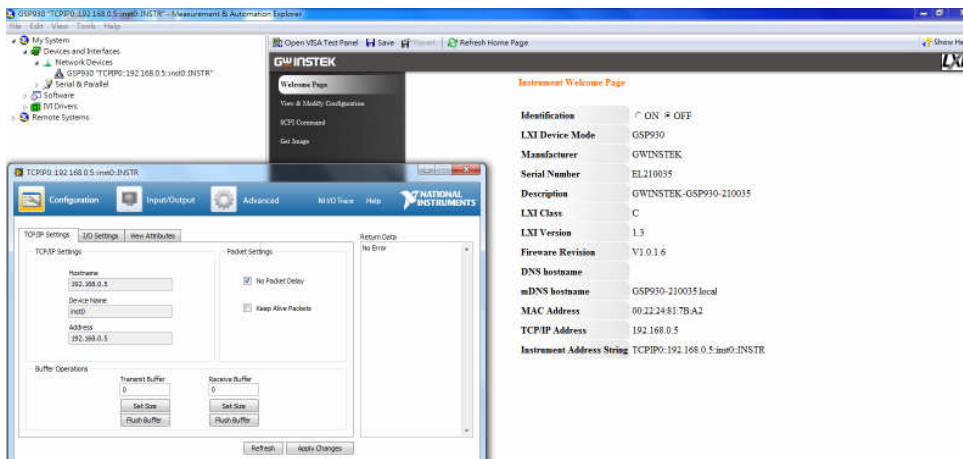 GSP930 "TCPIP0::192.168.0.5::inst0::INSTR" - Measurement & Automation Explorer
File Edit View Tools Help
My System
Devices and Interfaces
Network Devices
GSP930 "TCPIP0::192.168.0.5::inst0::INSTR"
Serial & Parallel
Software
IVI Drivers
Remote Systems
Open VISA Test Panel Save Revert Refresh Home Page Show He
GWINSTEK LXI
Welcome Page
View & Modify Configuration
SCPI Command
Get Image
Instrument Welcome Page
Identification ON OFF
LXI Device Mode GSP930
Manufacturer GWINSTEK
Serial Number EL210035
Description GWINSTEK-GSP930-210035
LXI Class C
LXI Version 1.3
Fireware Revision V1.0.1.6
DNS hostname
mDNS hostname GSP930-210035.local
MAC Address 00:22:24:81:7B:A2
TCP/IP Address 192.168.0.5
Instrument Address String TCPIP0::192.168.0.5::inst0::INSTR
TCPIP0::192.168.0.5::inst0::INSTR
Configuration Input/Output Advanced NI I/O Trace Help NATIONAL INSTRUMENTS
TCP/IP Settings I/O Settings View Attributes
TCP/IP Settings
Hostname
192.168.0.5
Device Name
inst0
Address
192.168.0.5
Packet Settings
No Packet Delay
Keep Alive Packets
Return Data
No Error
Buffer Operations
Transmit Buffer Receive Buffer
0 0
Set Size Set Size
Flush Buffer Flush Buffer
Refresh Apply Changes